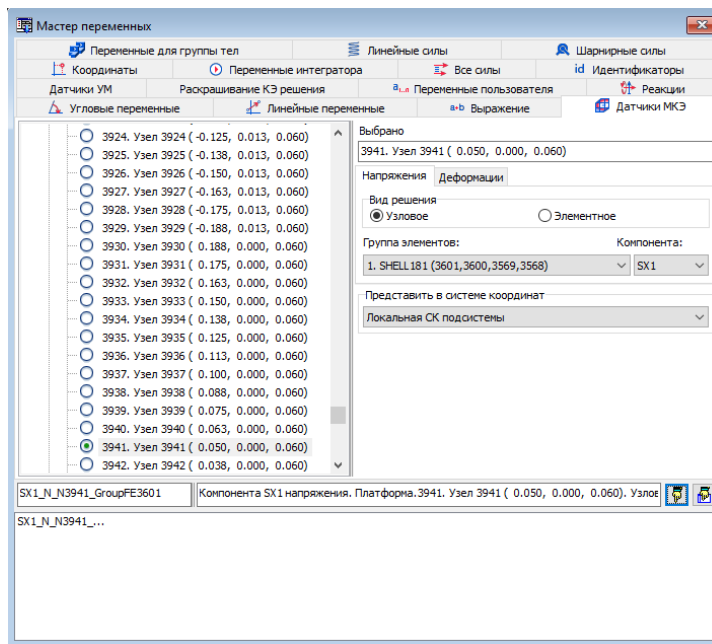 Мастер переменных
Переменные для группы тел
Линейные силы
Шарнирные силы
Координаты
Переменные интегратора
Все силы
id Идентификаторы
Датчики УМ
Раскрашивание КЭ решения
Переменные пользователя
Реакции
Угловые переменные
Линейные переменные
a+b Выражение
Датчики МКЭ
3924. Узел 3924 ( -0.125, 0.013, 0.060)
3925. Узел 3925 ( -0.138, 0.013, 0.060)
3926. Узел 3926 ( -0.150, 0.013, 0.060)
3927. Узел 3927 ( -0.163, 0.013, 0.060)
3928. Узел 3928 ( -0.175, 0.013, 0.060)
3929. Узел 3929 ( -0.188, 0.013, 0.060)
3930. Узел 3930 ( 0.188, 0.000, 0.060)
3931. Узел 3931 ( 0.175, 0.000, 0.060)
3932. Узел 3932 ( 0.163, 0.000, 0.060)
3933. Узел 3933 ( 0.150, 0.000, 0.060)
3934. Узел 3934 ( 0.138, 0.000, 0.060)
3935. Узел 3935 ( 0.125, 0.000, 0.060)
3936. Узел 3936 ( 0.113, 0.000, 0.060)
3937. Узел 3937 ( 0.100, 0.000, 0.060)
3938. Узел 3938 ( 0.088, 0.000, 0.060)
3939. Узел 3939 ( 0.075, 0.000, 0.060)
3940. Узел 3940 ( 0.063, 0.000, 0.060)
3941. Узел 3941 ( 0.050, 0.000, 0.060)
3942. Узел 3942 ( 0.038, 0.000, 0.060)
Выбрано
3941. Узел 3941 ( 0.050, 0.000, 0.060)
Напряжения
Деформации
Вид решения
Узловое
Элементное
Группа элементов:
Компонента:
1. SHELL181 (3601,3600,3569,3568)
SX1
Представить в системе координат
Локальная СК подсистемы
SX1_N_N3941_GroupFE3601
Компонента SX1 напряжения. Платформа.3941. Узел 3941 ( 0.050, 0.000, 0.060). Узлов
SX1_N_N3941_...